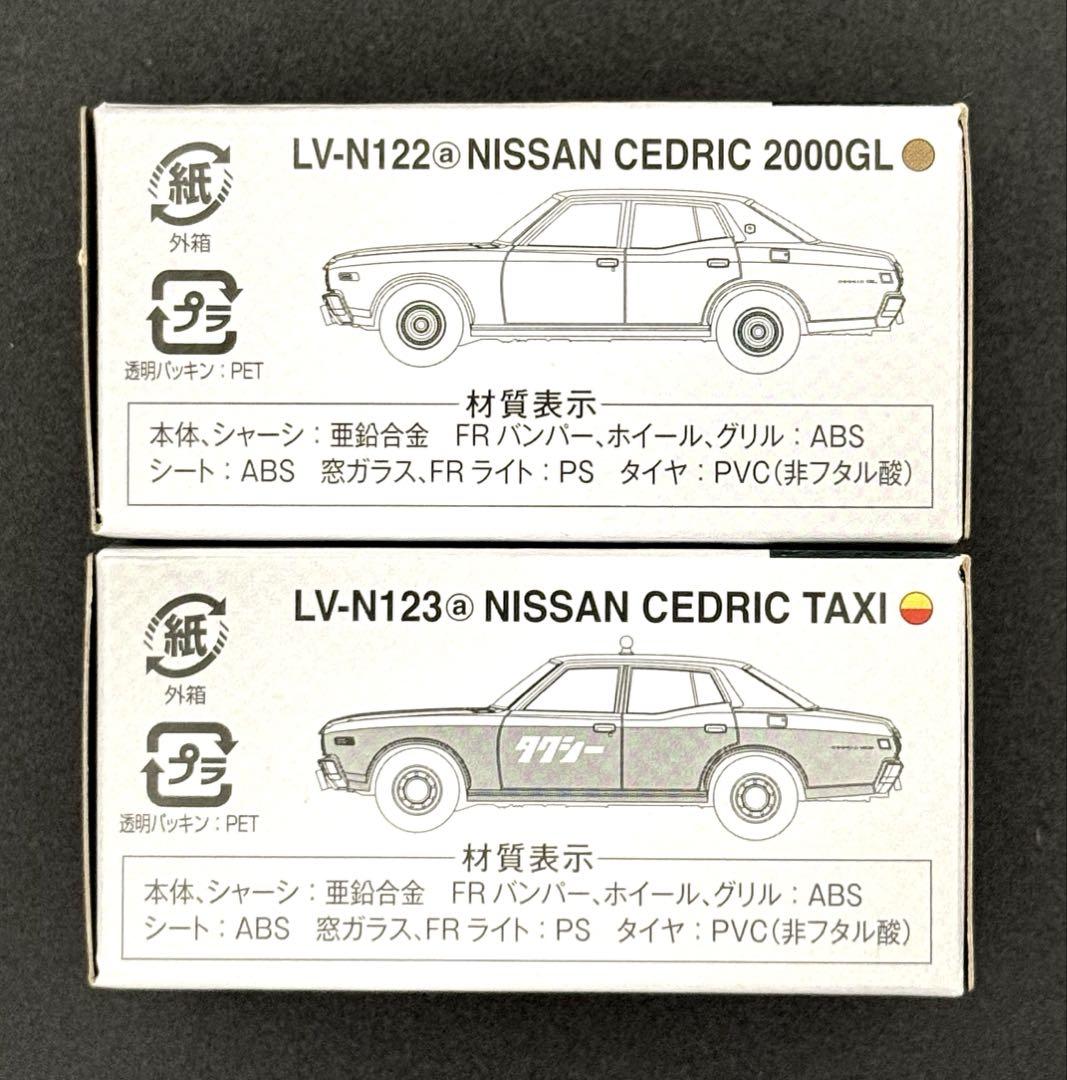 LV-N122ⓐ NISSAN CEDRIC 2000GL
紙
外箱
プラ
透明パッキン：PET
材質表示
本体、シャーシ：亜鉛合金　FRバンパー、ホイール、グリル：ABS
シート：ABS　窓ガラス、FRライト：PS　タイヤ：PVC（非フタル酸）
LV-N123ⓐ NISSAN CEDRIC TAXI
紙
外箱
タクシー
プラ
透明パッキン：PET
材質表示
本体、シャーシ：亜鉛合金　FRバンパー、ホイール、グリル：ABS
シート：ABS　窓ガラス、FRライト：PS　タイヤ：PVC（非フタル酸）